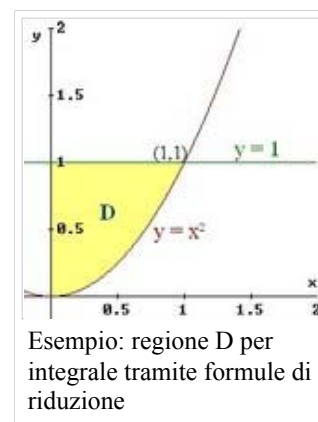 y
2
1.5
(1,1)
y = 1
1
D
0.5
y = x²
x
0.5
1
1.5
2
Esempio: regione D per
integrale tramite formule di
riduzione